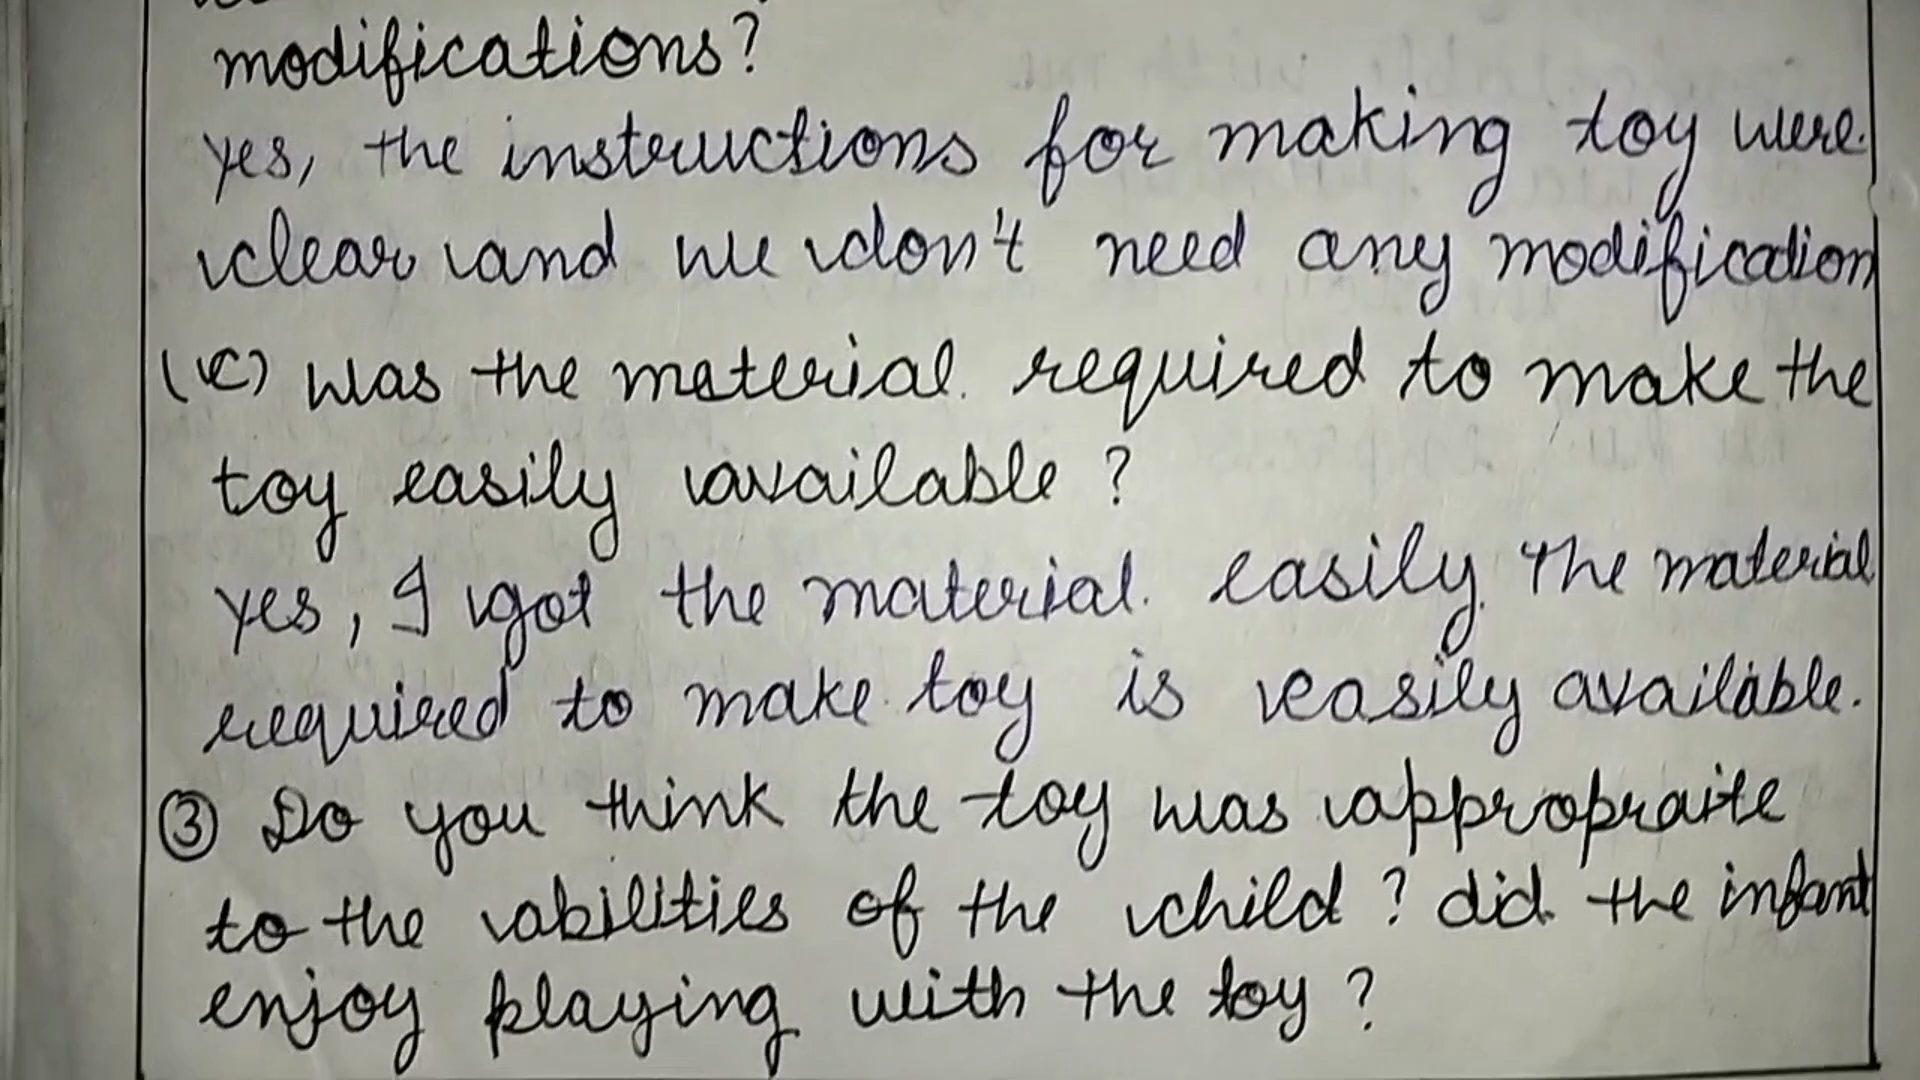 modifications?
yes, the instructions for making toy were
clear and we don't need any modification
(C) Was the material required to make the
toy easily available ?
yes, I got the material easily. The material
required to make toy is easily available.
③ Do you think the toy was appropraite
to the abilities of the child ? did the infant
enjoy playing with the toy ?